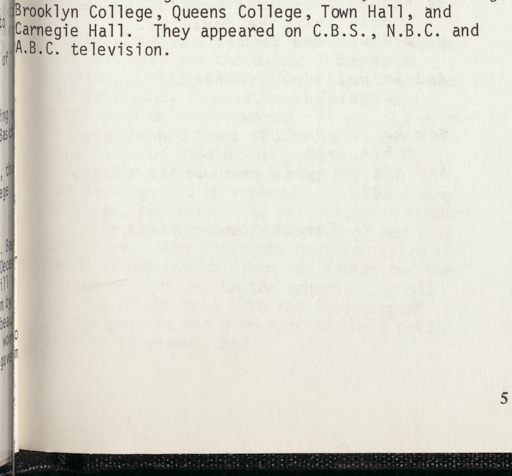 Brooklyn College, Queens College, Town Hall, and
Carnegie Hall.  They appeared on C.B.S., N.B.C. and
A.B.C. television.
5